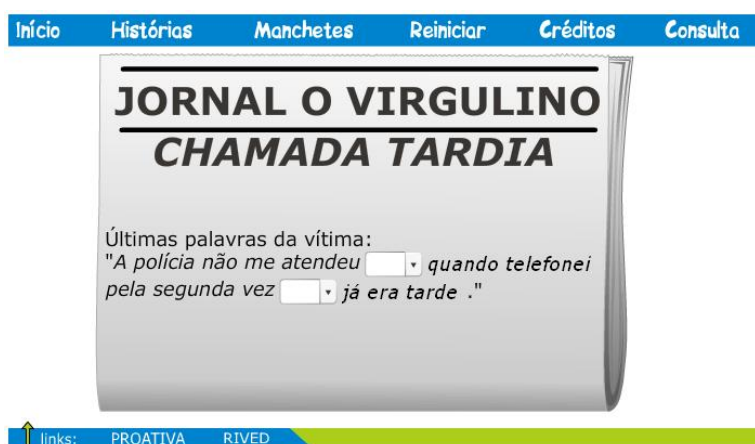 Início Histórias Manchetes Reiniciar Créditos Consulta
JORNAL O VIRGULINO
CHAMADA TARDIA
Últimas palavras da vítima:
"A polícia não me atendeu quando telefonei
pela segunda vez já era tarde ."
links: PROATIVA RIVED